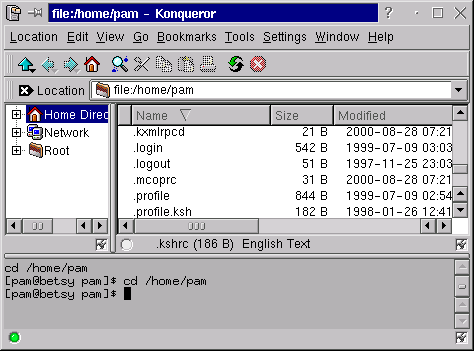 file:/home/pam - Konqueror
Location Edit View Go Bookmarks Tools Settings Window Help
Location file:/home/pam
Home Direc
Network
Root
Name Size Modified
.kxmlrpcd 21 B 2000-08-28 07:21
.login 542 B 1999-07-09 03:03
.logout 51 B 1997-11-25 23:03
.mcoprc 31 B 2000-08-28 07:21
.profile 844 B 1999-07-09 02:54
.profile.ksh 182 B 1998-01-26 12:41
.kshrc (186 B) English Text
cd /home/pam
[pam@betsy pam]$ cd /home/pam
[pam@betsy pam]$